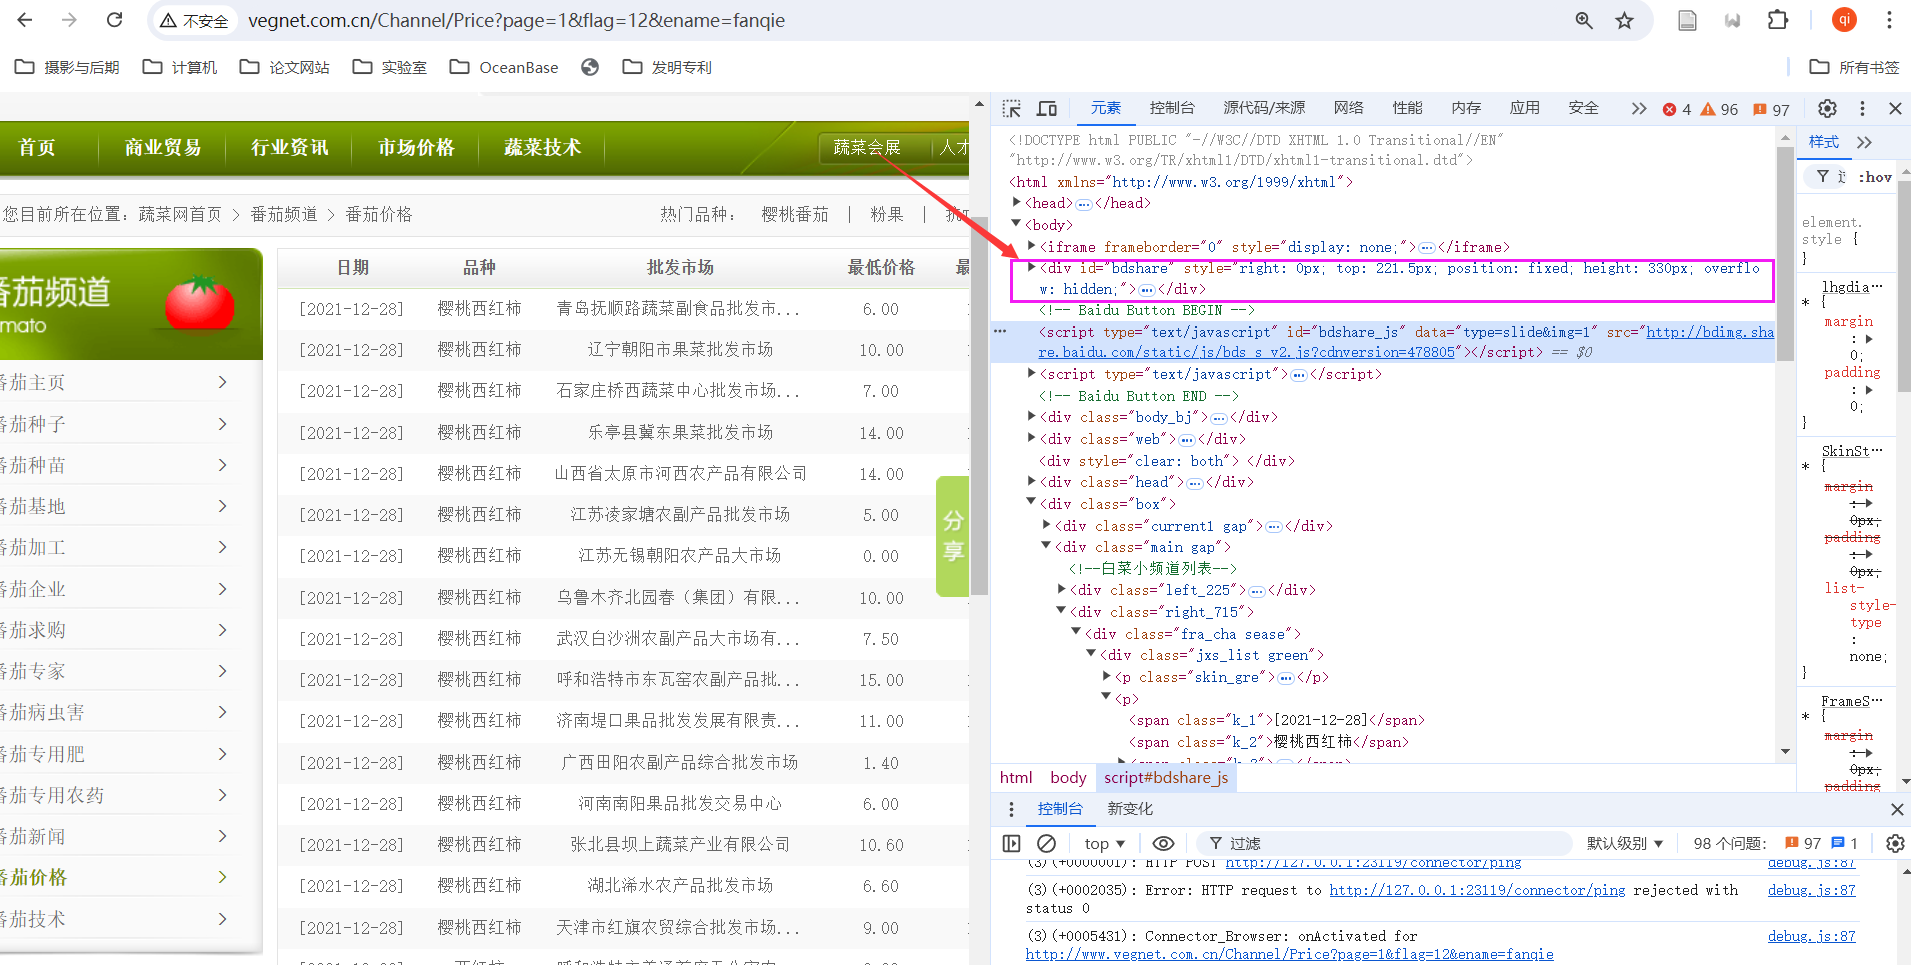 不安全 vegnet.com.cn/Channel/Price?page=1&flag=12&ename=fanqie qi
摄影与后期 计算机 论文网站 实验室 OceanBase 发明专利 所有书签
首页 商业贸易 行业资讯 市场价格 蔬菜技术 蔬菜会展 人才
您目前所在位置：蔬菜网首页 > 番茄频道 > 番茄价格 热门品种： 樱桃番茄 | 粉果 |
番茄频道
mato
番茄主页
番茄种子
番茄种苗
番茄基地
番茄加工
番茄企业
番茄求购
番茄专家
番茄病虫害
番茄专用肥
番茄专用农药
番茄新闻
番茄价格
番茄技术
日期 品种 批发市场 最低价格 最
[2021-12-28] 樱桃西红柿 青岛抚顺路蔬菜副食品批发市... 6.00
[2021-12-28] 樱桃西红柿 辽宁朝阳市果菜批发市场 10.00
[2021-12-28] 樱桃西红柿 石家庄桥西蔬菜中心批发市场... 7.00
[2021-12-28] 樱桃西红柿 乐亭县冀东果菜批发市场 14.00
[2021-12-28] 樱桃西红柿 山西省太原市河西农产品有限公司 14.00
[2021-12-28] 樱桃西红柿 江苏凌家塘农副产品批发市场 5.00
[2021-12-28] 樱桃西红柿 江苏无锡朝阳农产品大市场 0.00
[2021-12-28] 樱桃西红柿 乌鲁木齐北园春（集团）有限... 10.00
[2021-12-28] 樱桃西红柿 武汉白沙洲农副产品大市场有... 7.50
[2021-12-28] 樱桃西红柿 呼和浩特市东瓦窑农副产品批... 15.00
[2021-12-28] 樱桃西红柿 济南堤口果品批发发展有限责... 11.00
[2021-12-28] 樱桃西红柿 广西田阳农副产品综合批发市场 1.40
[2021-12-28] 樱桃西红柿 河南南阳果品批发交易中心 6.00
[2021-12-28] 樱桃西红柿 张北县坝上蔬菜产业有限公司 10.60
[2021-12-28] 樱桃西红柿 湖北浠水农产品批发市场 6.60
[2021-12-28] 樱桃西红柿 天津市红旗农贸综合批发市场... 9.00
分
享
元素 控制台 源代码/来源 网络 性能 内存 应用 安全 4 96 97
<!DOCTYPE html PUBLIC "-//W3C//DTD XHTML 1.0 Transitional//EN"
"http://www.w3.org/TR/xhtml1/DTD/xhtml1-transitional.dtd">
<html xmlns="http://www.w3.org/1999/xhtml">
<head>…</head>
<body>
<iframe frameborder="0" style="display: none;">…</iframe>
<div id="bdshare" style="right: 0px; top: 221.5px; position: fixed; height: 330px; overflo
w: hidden;">…</div>
<!-- Baidu Button BEGIN -->
<script type="text/javascript" id="bdshare_js" data="type=slide&img=1" src="http://bdimg.sha
re.baidu.com/static/js/bds_s_v2.js?cdnversion=478805"></script> == $0
<script type="text/javascript">…</script>
<!-- Baidu Button END -->
<div class="body_bj">…</div>
<div class="web">…</div>
<div style="clear: both"> </div>
<div class="head">…</div>
<div class="box">
<div class="current1 gap">…</div>
<div class="main gap">
<!--白菜小频道列表-->
<div class="left_225">…</div>
<div class="right_715">
<div class="fra_cha sease">
<div class="jxs_list green">
<p class="skin_gre">…</p>
<p>
<span class="k_1">[2021-12-28]</span>
<span class="k_2">樱桃西红柿</span>
html body script#bdshare_js
样式
:hov
element.
style {
}
lhgdia…
* {
margin
:
0;
padding
:
0;
}
SkinSt…
* {
margin
:
0px;
padding
:
0px;
list-
style-
type
:
none;
}
FrameS…
* {
margin
:
0px;
padding
控制台 新变化
top 过滤 默认级别 98 个问题： 97 1
(3)(+0000001): HTTP POST http://127.0.0.1:23119/connector/ping debug.js:87
(3)(+0002035): Error: HTTP request to http://127.0.0.1:23119/connector/ping rejected with debug.js:87
status 0
(3)(+0005431): Connector_Browser: onActivated for debug.js:87
http://www.vegnet.com.cn/Channel/Price?page=1&flag=12&ename=fanqie